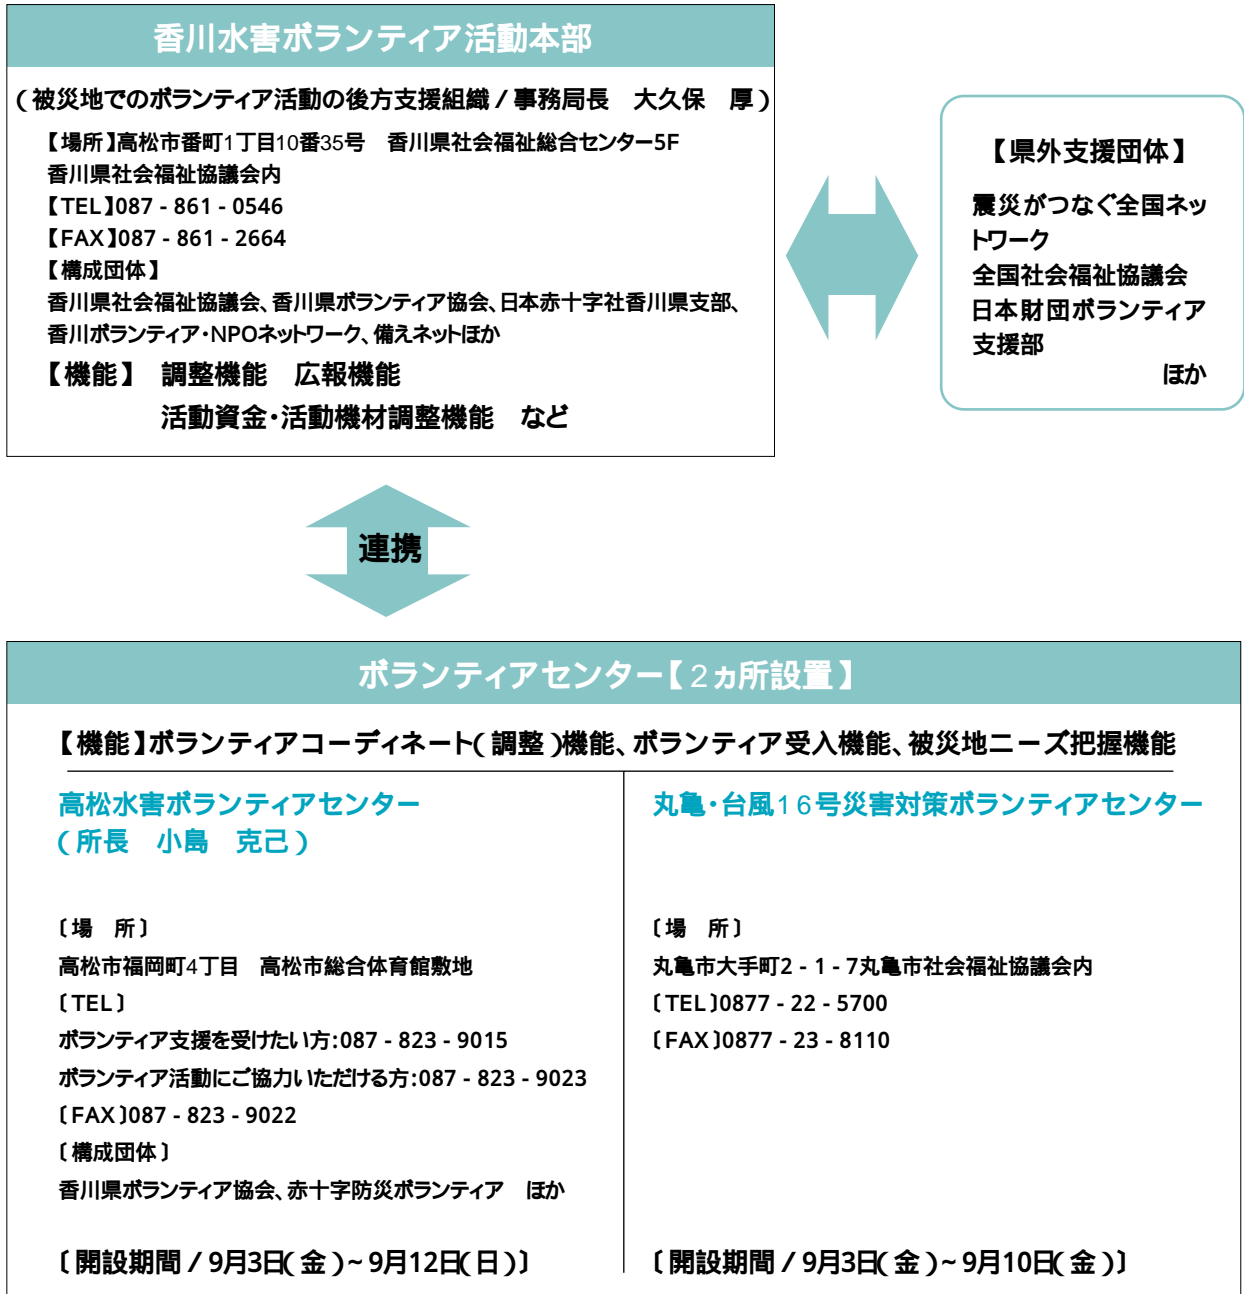 香川水害ボランティア活動本部
(被災地でのボランティア活動の後方支援組織/事務局長　大久保　厚)
【場所】高松市番町1丁目10番35号　香川県社会福祉総合センター5F
香川県社会福祉協議会内
【TEL】087-861-0546
【FAX】087-861-2664
【構成団体】
香川県社会福祉協議会、香川県ボランティア協会、日本赤十字社香川県支部、
香川ボランティア・NPOネットワーク、備えネットほか
【機能】　調整機能　広報機能
活動資金・活動機材調整機能　など
【県外支援団体】
震災がつなぐ全国ネッ
トワーク
全国社会福祉協議会
日本財団ボランティア
支援部
ほか
連携
ボランティアセンター【2ヵ所設置】
【機能】ボランティアコーディネート(調整)機能、ボランティア受入機能、被災地ニーズ把握機能
高松水害ボランティアセンター
(所長　小島　克己)
〔場　所〕
高松市福岡町4丁目　高松市総合体育館敷地
〔TEL〕
ボランティア支援を受けたい方:087-823-9015
ボランティア活動にご協力いただける方:087-823-9023
〔FAX〕087-823-9022
〔構成団体〕
香川県ボランティア協会、赤十字防災ボランティア　ほか
〔開設期間/9月3日(金)~9月12日(日)〕
丸亀・台風16号災害対策ボランティアセンター
〔場　所〕
丸亀市大手町2-1-7丸亀市社会福祉協議会内
〔TEL〕0877-22-5700
〔FAX〕0877-23-8110
〔開設期間/9月3日(金)~9月10日(金)〕